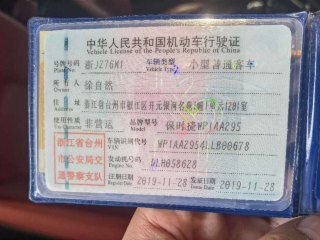 中华人民共和国机动车行驶证
Vehicle License of the People's Republic of China
号牌号码 浙J276M1 车辆类型 小型普通客车
Plate No. Vehicle Type
所有人 徐自然
Owner
住址 浙江省台州市椒江区开元
Address
使用性质 非营运 品牌型号 保时捷WP1AA295
Use Character Model
浙江省台州市公安局交通警察支队
车辆识别代号 WP1AA2954LLB00678
VIN
发动机号码 DLH058628
Engine No.
注册日期 2019-11-28 发证日期 2019-11-28
Register Date Issue Date